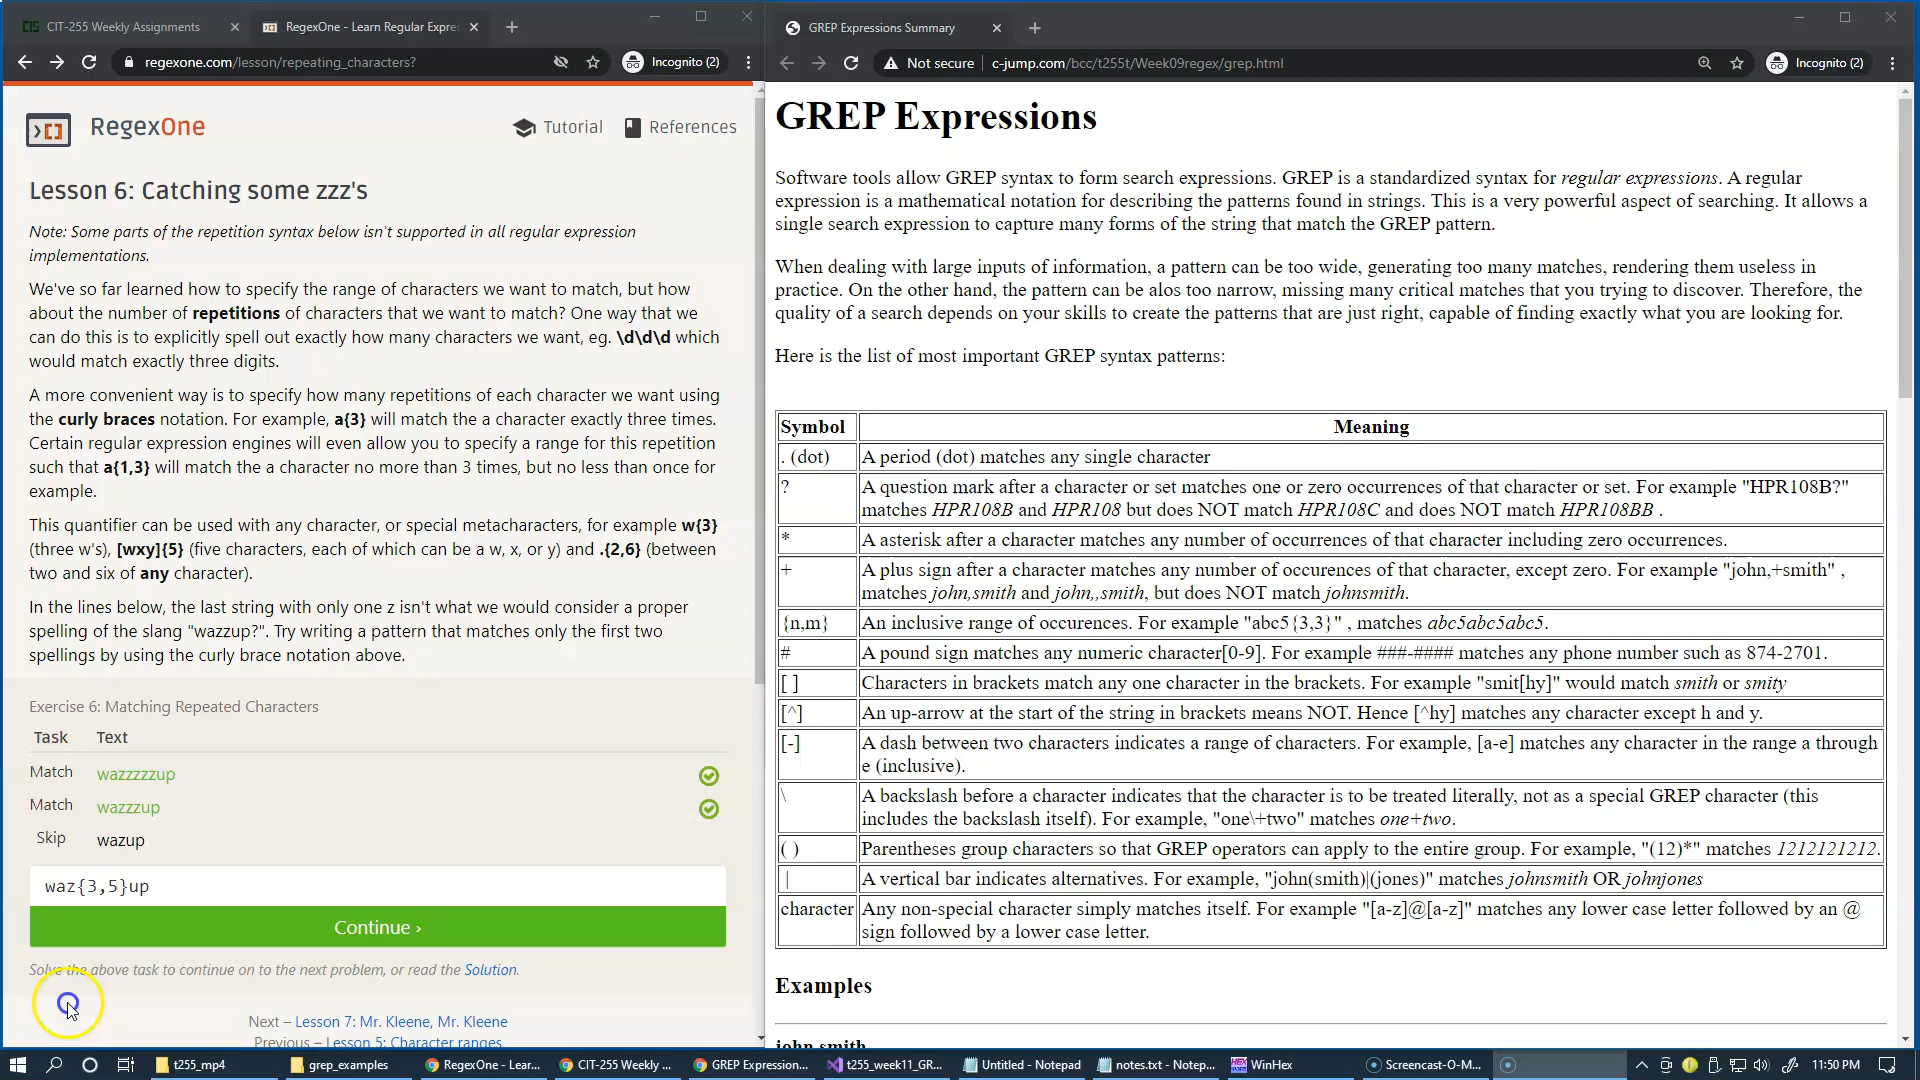 CIT-255 Weekly Assignments
RegexOne - Learn Regular Expres
regexone.com/lesson/repeating_characters?
Incognito (2)
RegexOne
Tutorial
References
Lesson 6: Catching some zzz's
Note: Some parts of the repetition syntax below isn't supported in all regular expression
implementations.
We've so far learned how to specify the range of characters we want to match, but how
about the number of repetitions of characters that we want to match? One way that we
can do this is to explicitly spell out exactly how many characters we want, eg. \d\d\d which
would match exactly three digits.
A more convenient way is to specify how many repetitions of each character we want using
the curly braces notation. For example, a{3} will match the a character exactly three times.
Certain regular expression engines will even allow you to specify a range for this repetition
such that a{1,3} will match the a character no more than 3 times, but no less than once for
example.
This quantifier can be used with any character, or special metacharacters, for example w{3}
(three w's), [wxy]{5} (five characters, each of which can be a w, x, or y) and .{2,6} (between
two and six of any character).
In the lines below, the last string with only one z isn't what we would consider a proper
spelling of the slang "wazzup?". Try writing a pattern that matches only the first two
spellings by using the curly brace notation above.
Exercise 6: Matching Repeated Characters
Task Text
Match wazzzzzup
Match wazzzup
Skip wazup
waz{3,5}up
Continue ›
Solve the above task to continue on to the next problem, or read the Solution.
Next – Lesson 7: Mr. Kleene, Mr. Kleene
Previous – Lesson 5: Character ranges
GREP Expressions Summary
Not secure c-jump.com/bcc/t255t/Week09regex/grep.html
Incognito (2)
GREP Expressions
Software tools allow GREP syntax to form search expressions. GREP is a standardized syntax for regular expressions. A regular
expression is a mathematical notation for describing the patterns found in strings. This is a very powerful aspect of searching. It allows a
single search expression to capture many forms of the string that match the GREP pattern.
When dealing with large inputs of information, a pattern can be too wide, generating too many matches, rendering them useless in
practice. On the other hand, the pattern can be alos too narrow, missing many critical matches that you trying to discover. Therefore, the
quality of a search depends on your skills to create the patterns that are just right, capable of finding exactly what you are looking for.
Here is the list of most important GREP syntax patterns:
Symbol Meaning
. (dot) A period (dot) matches any single character
? A question mark after a character or set matches one or zero occurrences of that character or set. For example "HPR108B?"
matches HPR108B and HPR108 but does NOT match HPR108C and does NOT match HPR108BB .
* A asterisk after a character matches any number of occurrences of that character including zero occurrences.
+ A plus sign after a character matches any number of occurences of that character, except zero. For example "john,+smith" ,
matches john,smith and john,,smith, but does NOT match johnsmith.
{n,m} An inclusive range of occurences. For example "abc5{3,3}" , matches abc5abc5abc5.
# A pound sign matches any numeric character[0-9]. For example ###-#### matches any phone number such as 874-2701.
[ ] Characters in brackets match any one character in the brackets. For example "smit[hy]" would match smith or smity
[^] An up-arrow at the start of the string in brackets means NOT. Hence [^hy] matches any character except h and y.
[-] A dash between two characters indicates a range of characters. For example, [a-e] matches any character in the range a through
e (inclusive).
\ A backslash before a character indicates that the character is to be treated literally, not as a special GREP character (this
includes the backslash itself). For example, "one\+two" matches one+two.
( ) Parentheses group characters so that GREP operators can apply to the entire group. For example, "(12)*" matches 1212121212.
| A vertical bar indicates alternatives. For example, "john(smith)|(jones)" matches johnsmith OR johnjones
character Any non-special character simply matches itself. For example "[a-z]@[a-z]" matches any lower case letter followed by an @
sign followed by a lower case letter.
Examples
john smith
t255_mp4 grep_examples RegexOne - Lear... CIT-255 Weekly ... GREP Expression... t255_week11_GR... Untitled - Notepad notes.txt - Notep... WinHex Screencast-O-M... 11:50 PM